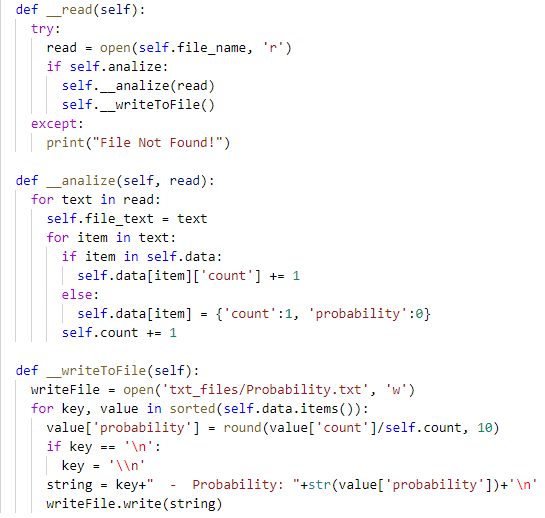 def __read(self):
  try:
    read = open(self.file_name, 'r')
    if self.analize:
      self.__analize(read)
      self.__writeToFile()
  except:
    print("File Not Found!")

def __analize(self, read):
  for text in read:
    self.file_text = text
    for item in text:
      if item in self.data:
        self.data[item]['count'] += 1
      else:
        self.data[item] = {'count':1, 'probability':0}
      self.count += 1

def __writeToFile(self):
  writeFile = open('txt_files/Probability.txt', 'w')
  for key, value in sorted(self.data.items()):
    value['probability'] = round(value['count']/self.count, 10)
    if key == '\n':
      key = '\\n'
    string = key+"  -  Probability: "+str(value['probability'])+'\n'
    writeFile.write(string)